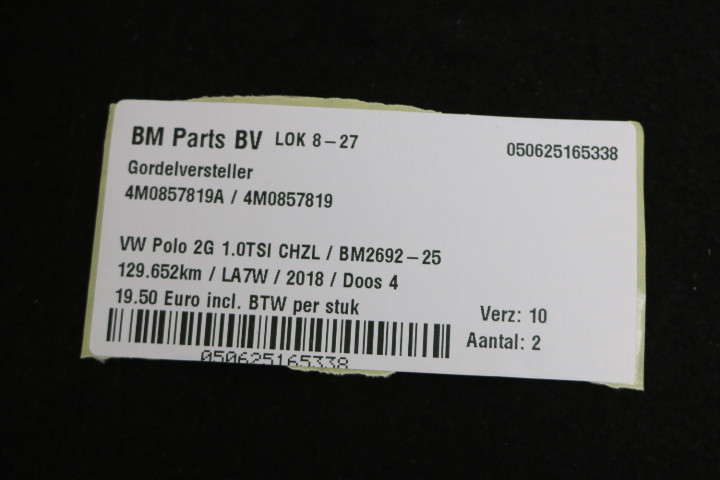 BM Parts BV LOK 8-27
050625165338
Gordelversteller
4M0857819A / 4M0857819
VW Polo 2G 1.0TSI CHZL / BM2692-25
129.652km / LA7W / 2018 / Doos 4
19.50 Euro incl. BTW per stuk
Verz: 10
Aantal: 2
050625165338